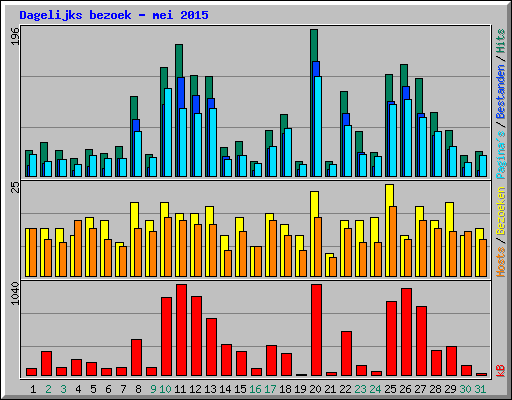 Dagelijks bezoek - mei 2015
196
25
1040
Hosts / Bezoeken Pagina's / Bestanden / Hits
kB
1 2 3 4 5 6 7 8 9 10 11 12 13 14 15 16 17 18 19 20 21 22 23 24 25 26 27 28 29 30 31